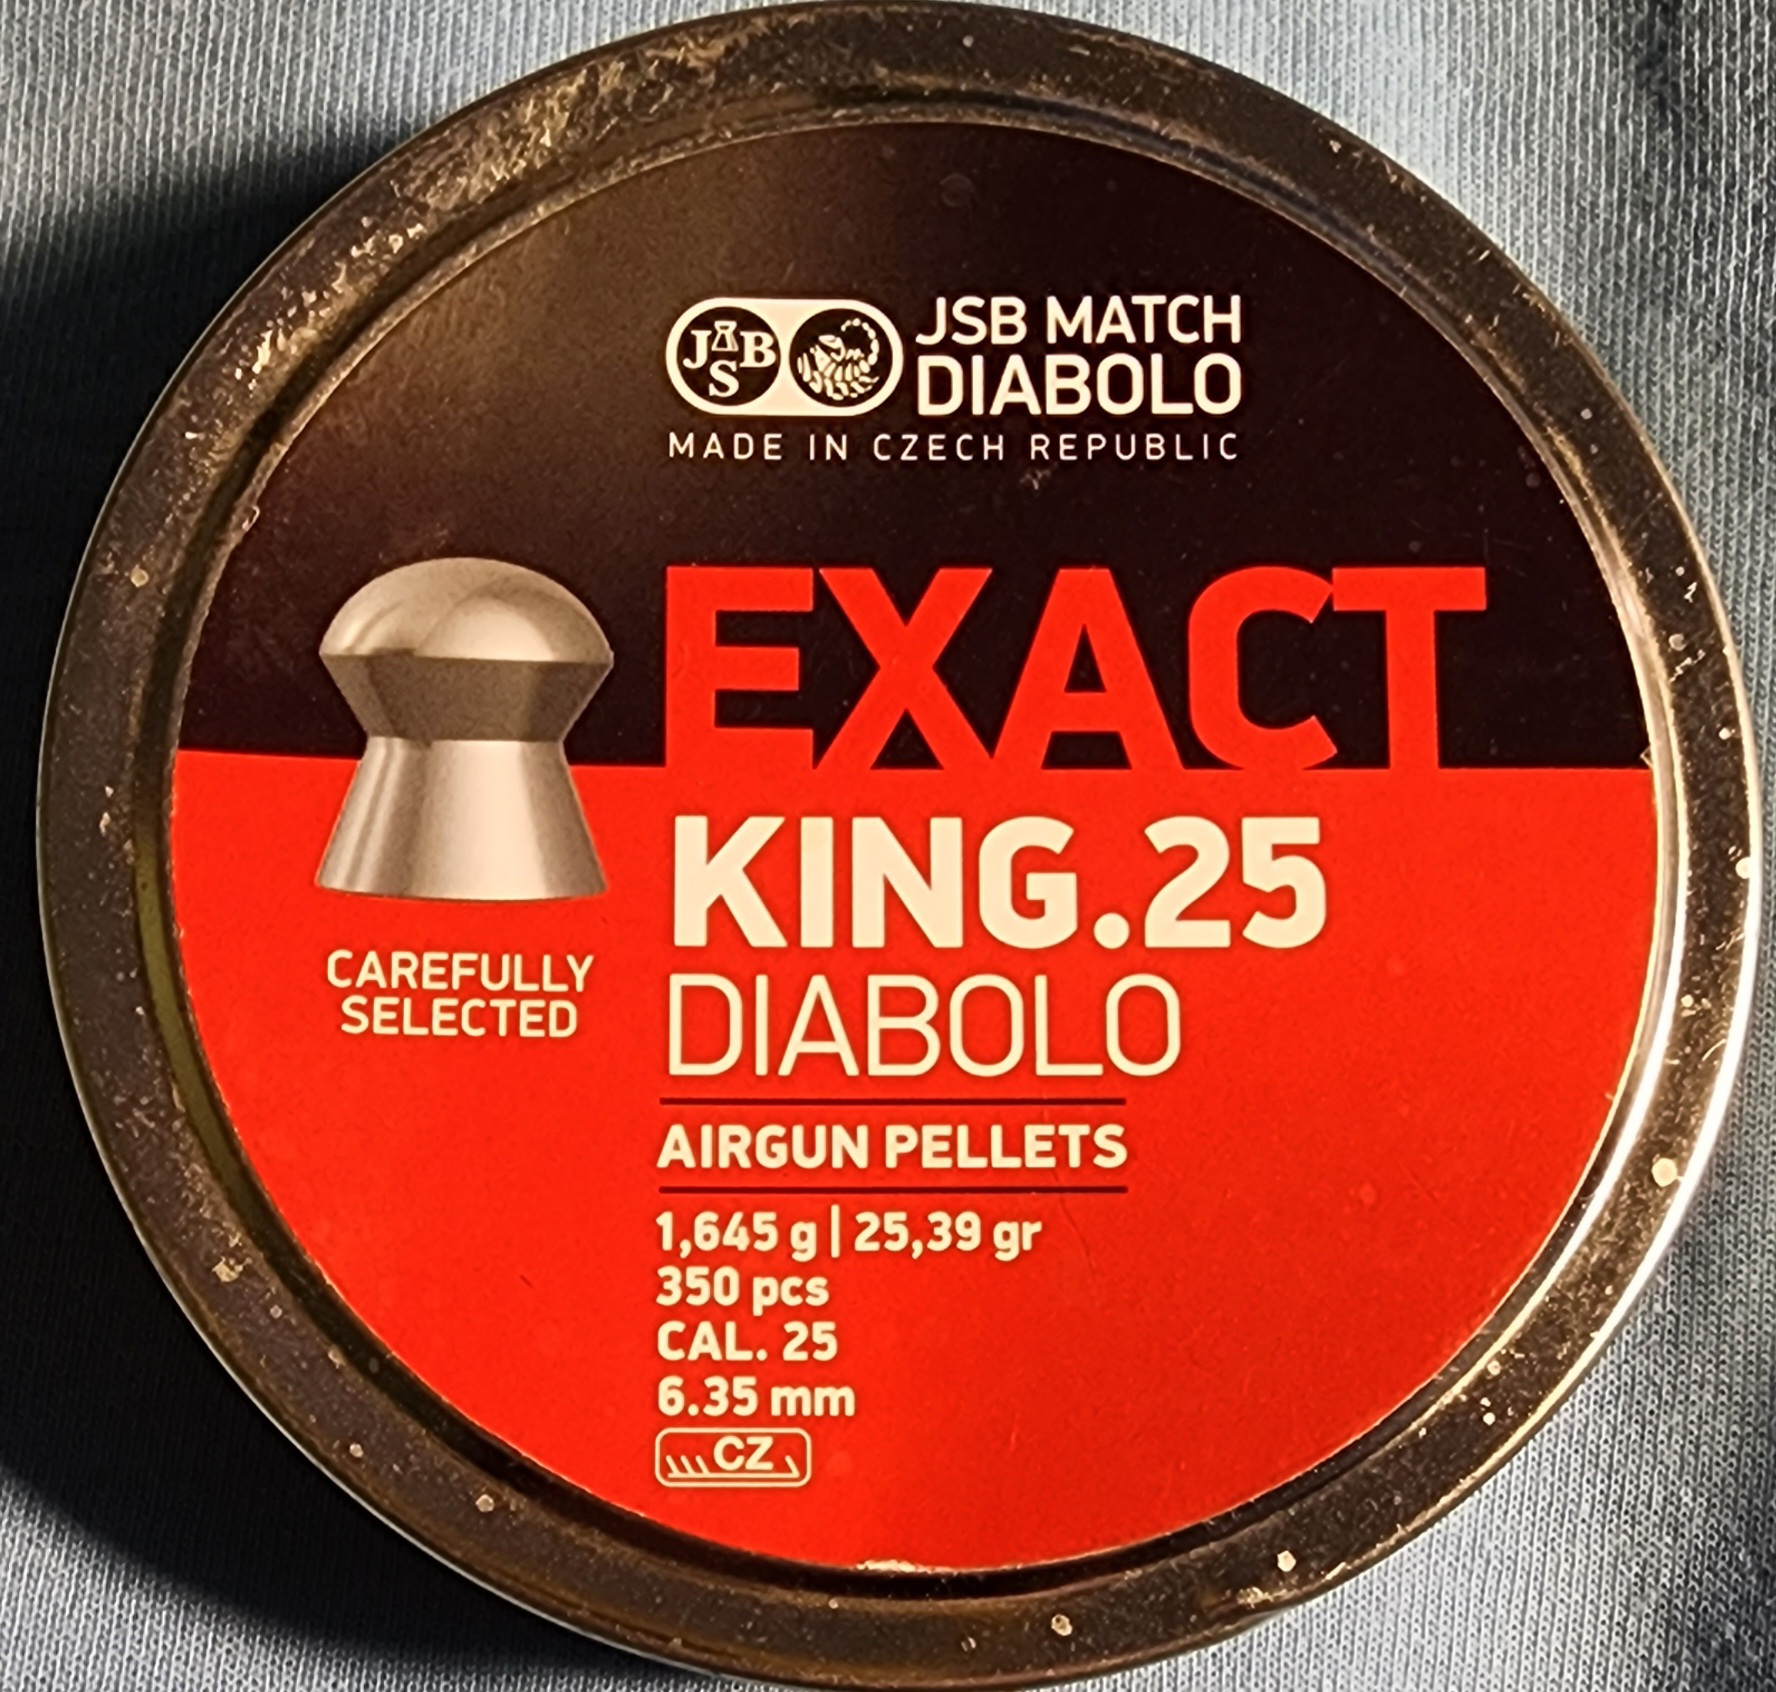 JSB
JSB MATCH
DIABOLO
MADE IN CZECH REPUBLIC
EXACT
KING.25
DIABOLO
CAREFULLY
SELECTED
AIRGUN PELLETS
1,645 g | 25,39 gr
350 pcs
CAL. 25
6.35 mm
CZ